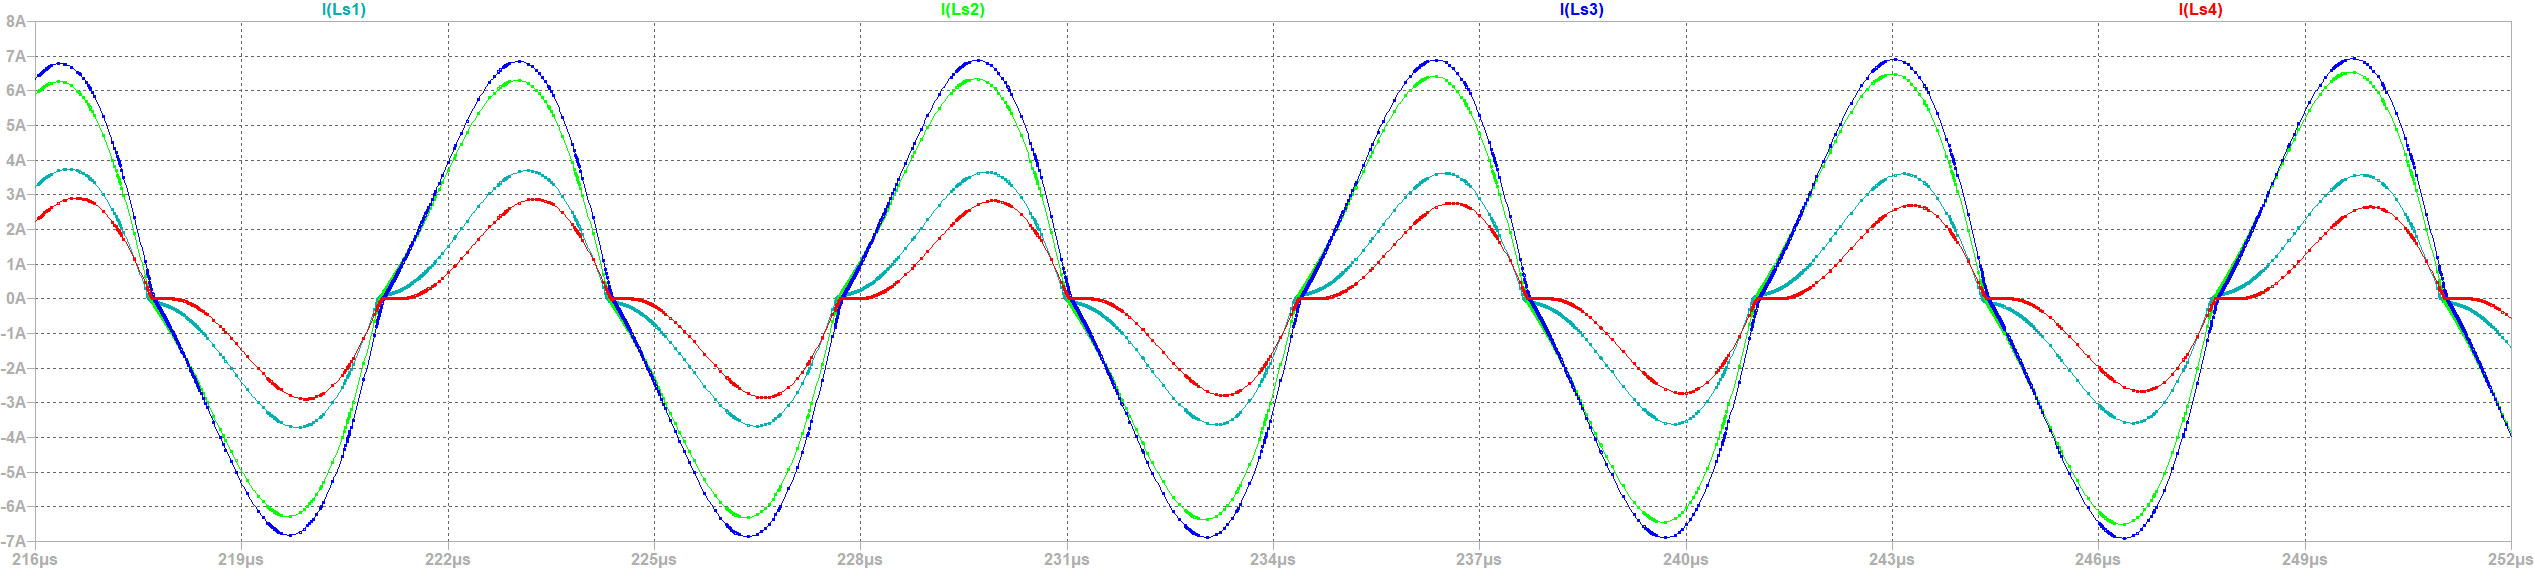 I(Ls1) I(Ls2) I(Ls3) I(Ls4)
8A
7A
6A
5A
4A
3A
2A
1A
0A
-1A
-2A
-3A
-4A
-5A
-6A
-7A
216µs 219µs 222µs 225µs 228µs 231µs 234µs 237µs 240µs 243µs 246µs 249µs 252µs